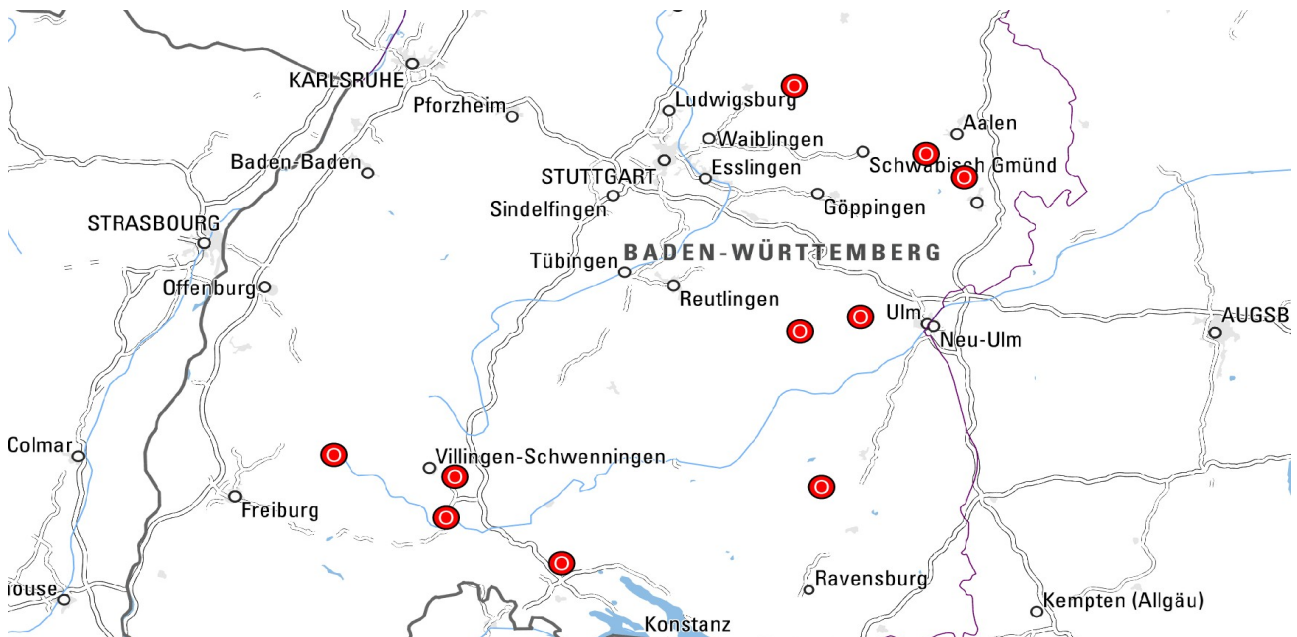 KARLSRUHE
Pforzheim
Ludwigsburg
Aalen
Waiblingen
Baden-Baden
Schwäbisch Gmünd
STUTTGART
Esslingen
Sindelfingen
Göppingen
STRASBOURG
BADEN-WÜRTTEMBERG
Tübingen
Offenburg
Reutlingen
Ulm
AUGSB
Neu-Ulm
Colmar
Villingen-Schwenningen
Freiburg
Ravensburg
ouse
Kempten (Allgäu)
Konstanz
O
O
O
O
O
O
O
O
O
O